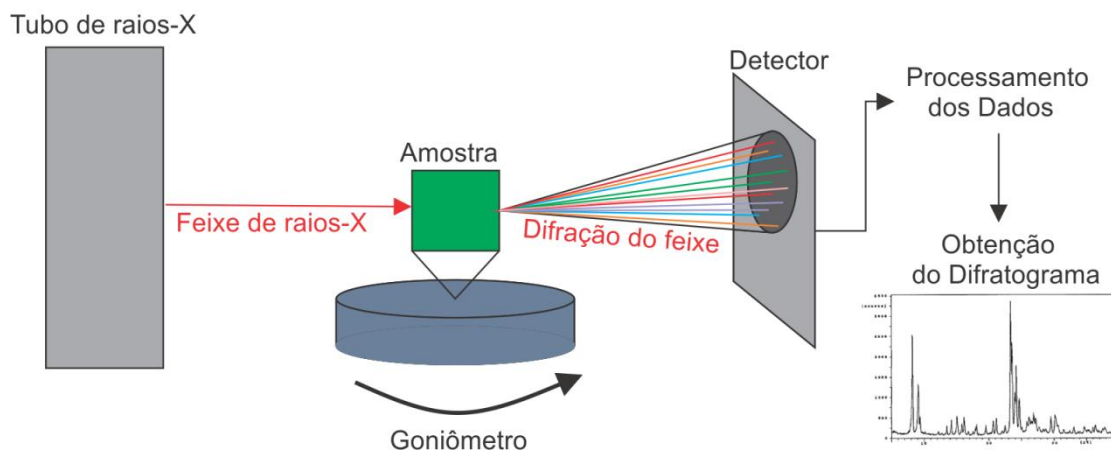 Tubo de raios-X
Feixe de raios-X
Amostra
Goniômetro
Difração do feixe
Detector
Processamento
dos Dados
Obtenção
do Difratograma